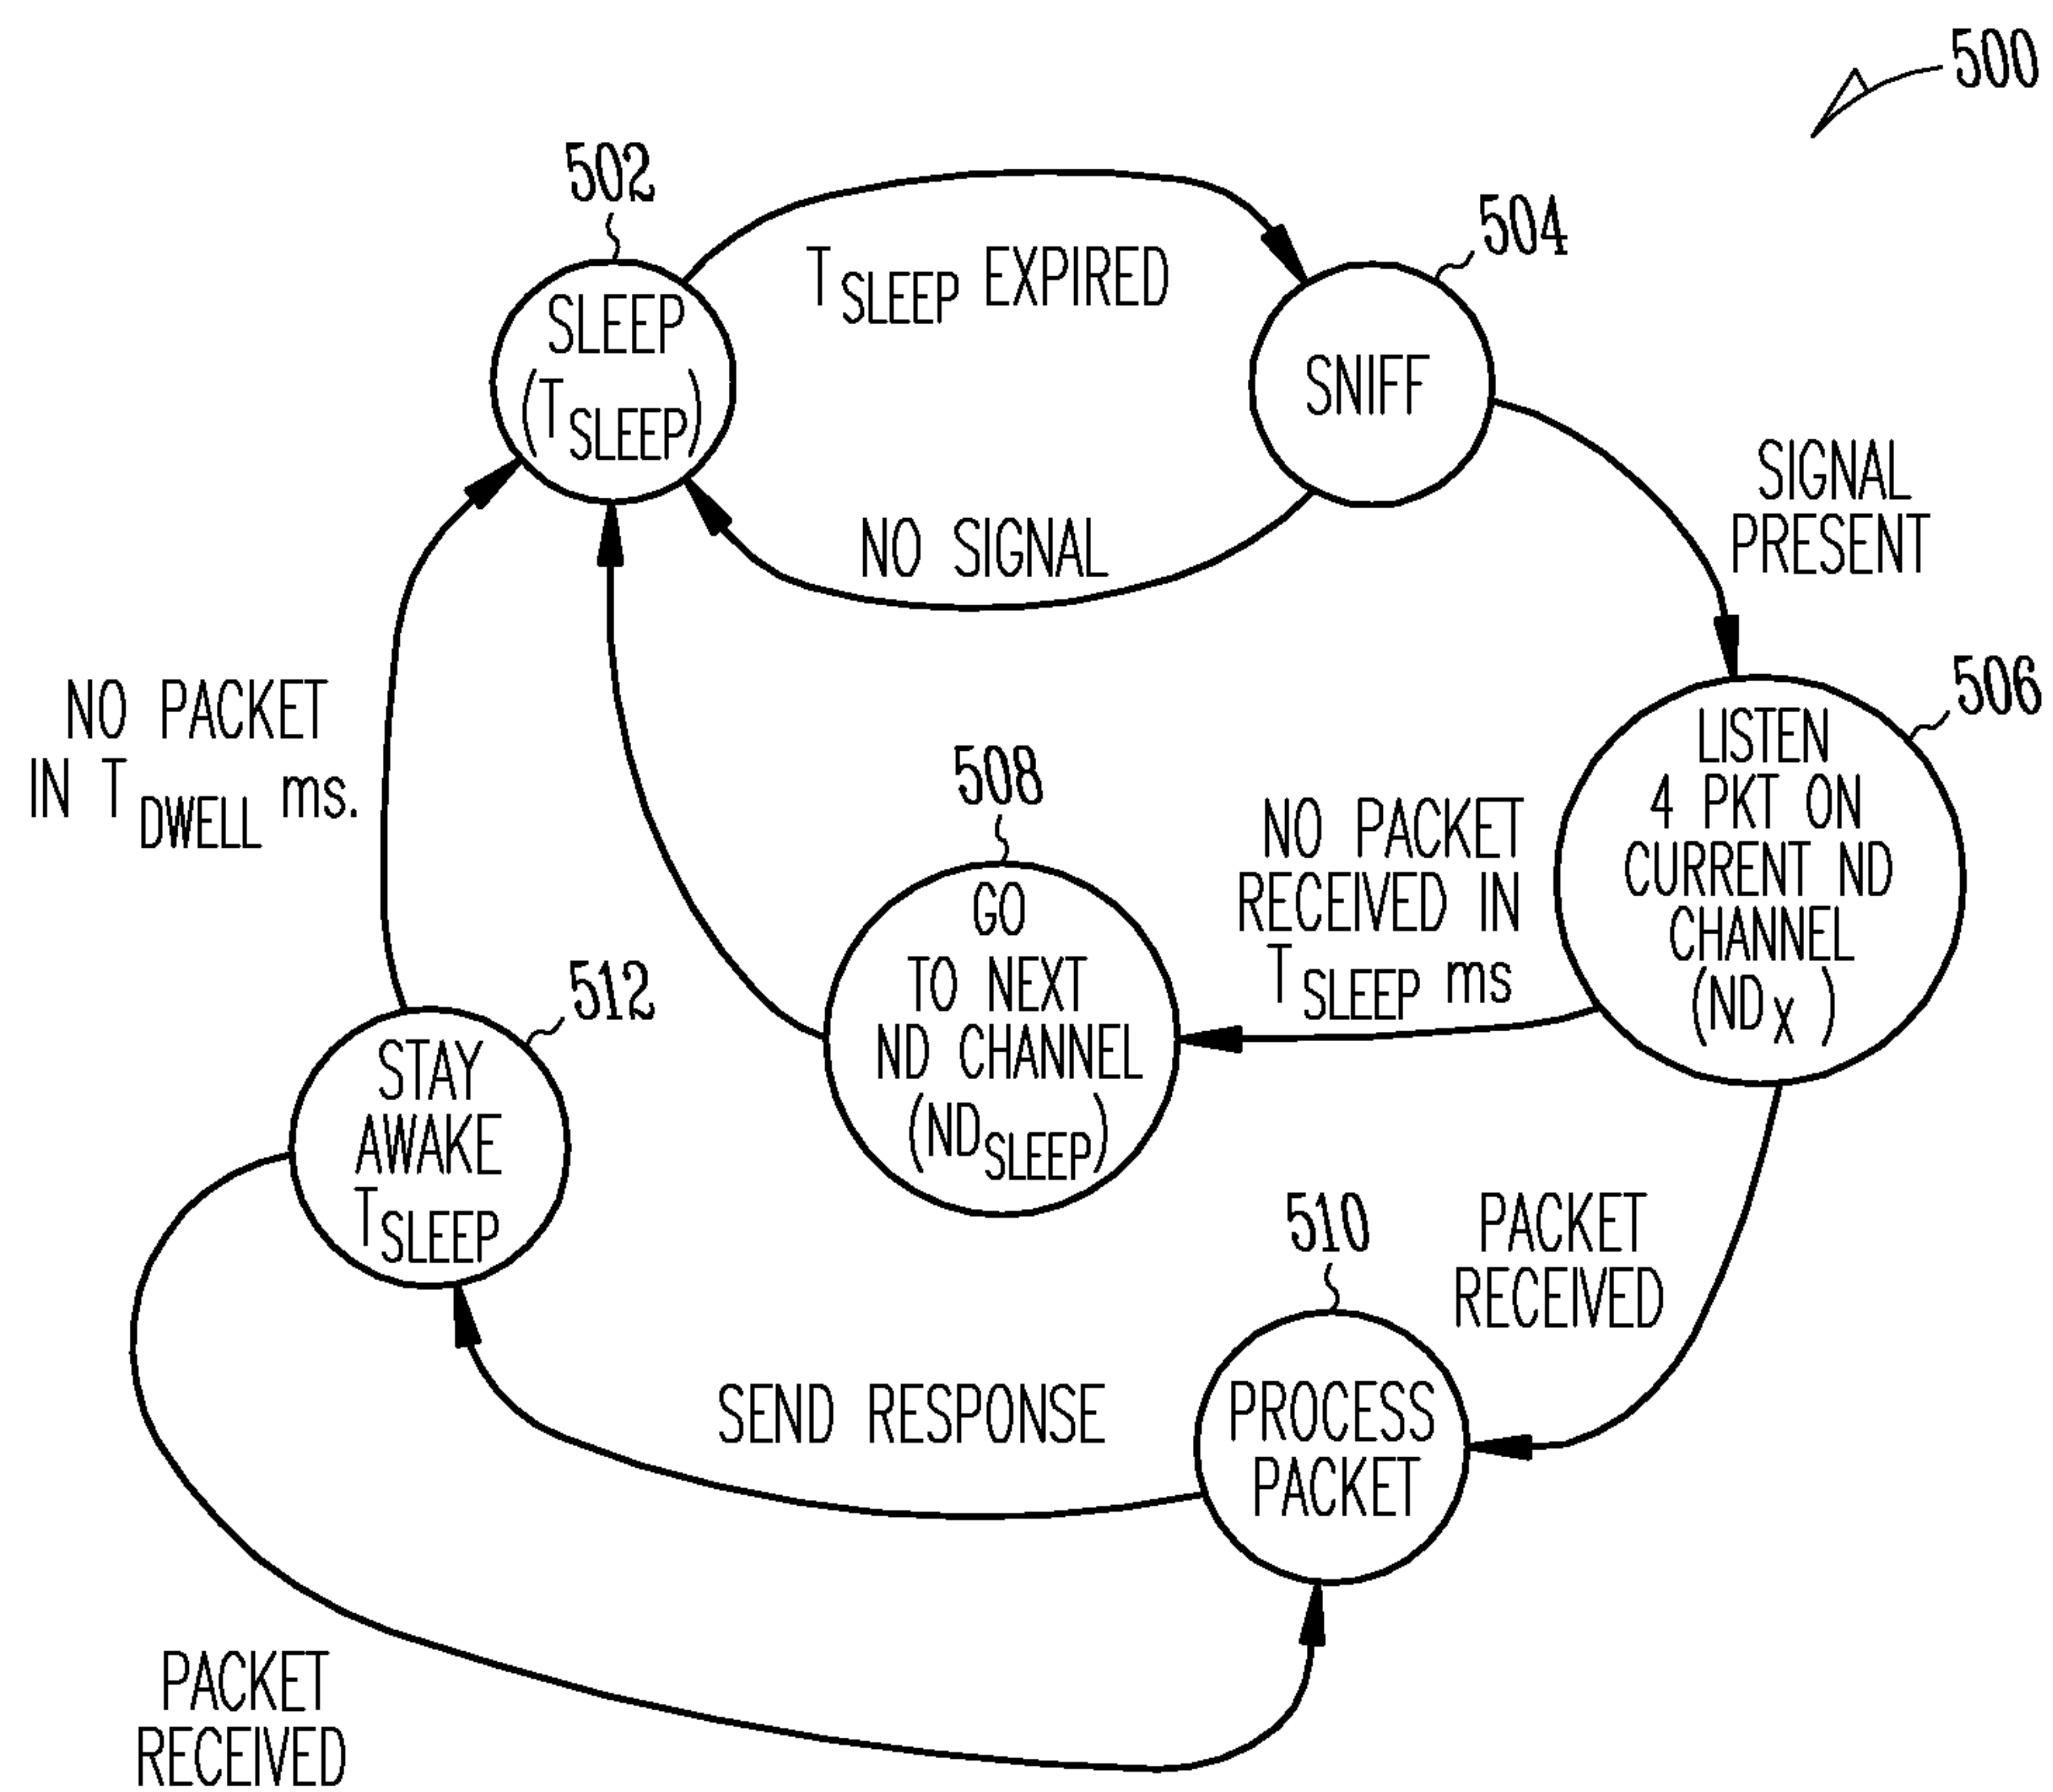 500
502
SLEEP
(TSLEEP)
TSLEEP EXPIRED
504
SNIFF
NO SIGNAL
SIGNAL
PRESENT
506
LISTEN
4 PKT ON
CURRENT ND
CHANNEL
(NDX )
NO PACKET
RECEIVED IN
TSLEEP ms
508
GO
TO NEXT
ND CHANNEL
(NDSLEEP)
NO PACKET
IN TDWELL ms.
512
STAY
AWAKE
TSLEEP
510
PROCESS
PACKET
PACKET
RECEIVED
SEND RESPONSE
PACKET
RECEIVED